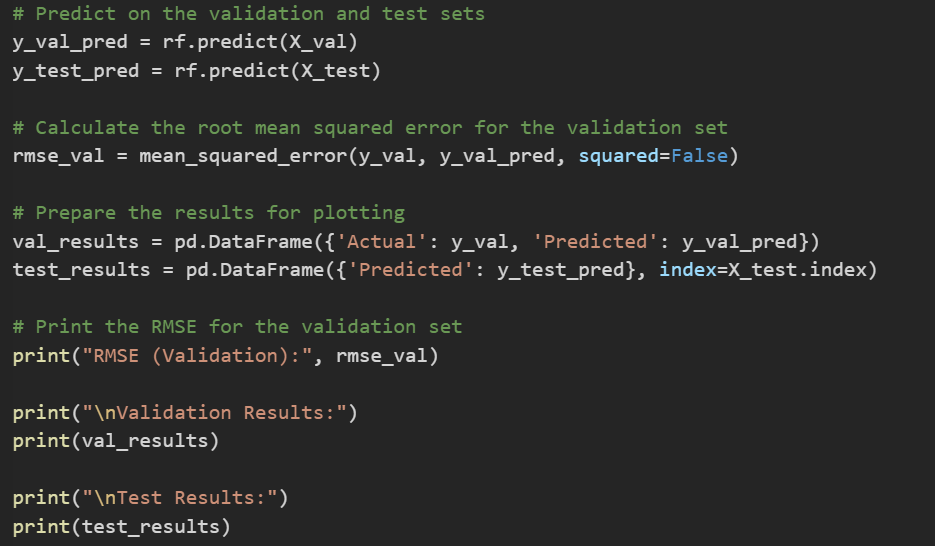 # Predict on the validation and test sets
y_val_pred = rf.predict(X_val)
y_test_pred = rf.predict(X_test)
# Calculate the root mean squared error for the validation set
rmse_val = mean_squared_error(y_val, y_val_pred, squared=False)
# Prepare the results for plotting
val_results = pd.DataFrame({'Actual': y_val, 'Predicted': y_val_pred})
test_results = pd.DataFrame({'Predicted': y_test_pred}, index=X_test.index)
# Print the RMSE for the validation set
print("RMSE (Validation):", rmse_val)
print("\nValidation Results:")
print(val_results)
print("\nTest Results:")
print(test_results)